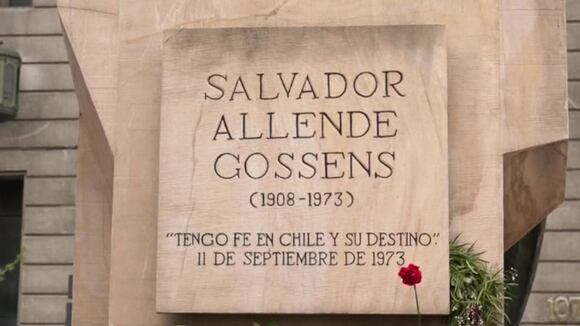 SALVADOR
ALLENDE
GOSSENS
(1908-1973)
"TENGO FE EN CHILE Y SU DESTINO".
11 DE SEPTIEMBRE DE 1973